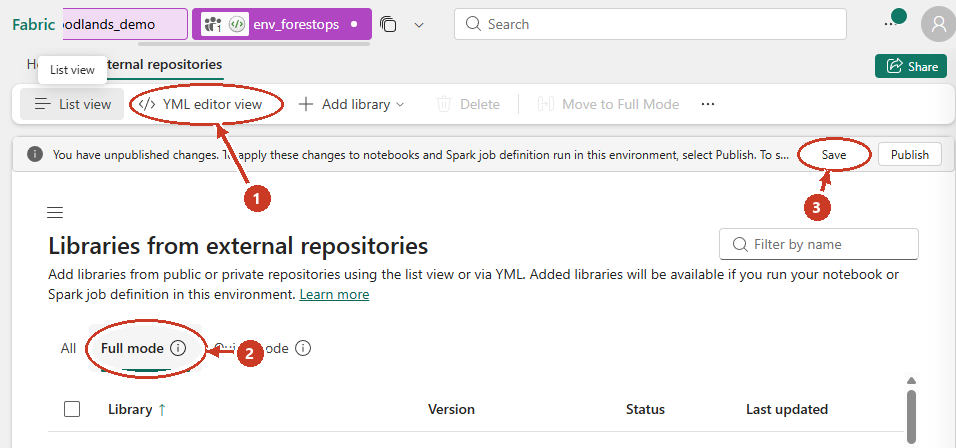 Fabric
oodlands_demo
env_forestops
Search
List view
ternal repositories
Share
List view
YML editor view
Add library
Delete
Move to Full Mode
You have unpublished changes. To apply these changes to notebooks and Spark job definition run in this environment, select Publish. To s...
Save
Publish
1
3
Libraries from external repositories
Filter by name
Add libraries from public or private repositories using the list view or via YML. Added libraries will be available if you run your notebook or
Spark job definition in this environment. Learn more
All
Full mode
2
Library
Version
Status
Last updated